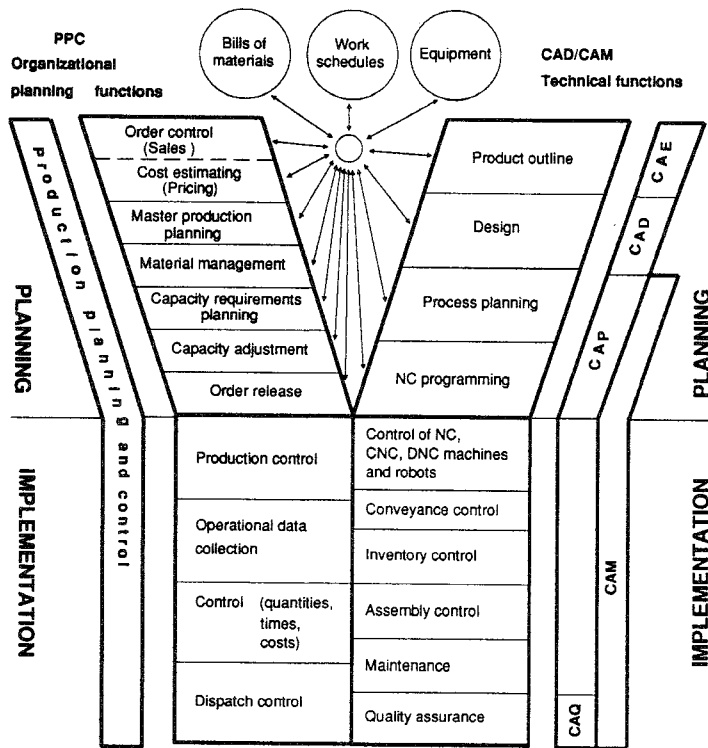 PPC
Organizational
planning functions
Bills of
materials
Work
schedules
Equipment
CAD/CAM
Technical functions
Production planning and control
PLANNING
IMPLEMENTATION
Order control
(Sales)
Cost estimating
(Pricing)
Master production
planning
Material management
Capacity requirements
planning
Capacity adjustment
Order release
Production control
Operational data
collection
Control (quantities,
times,
costs)
Dispatch control
Product outline
Design
Process planning
NC programming
Control of NC,
CNC, DNC machines
and robots
Conveyance control
Inventory control
Assembly control
Maintenance
Quality assurance
CAE
CAD
CAP
CAM
CAQ
PLANNING
IMPLEMENTATION